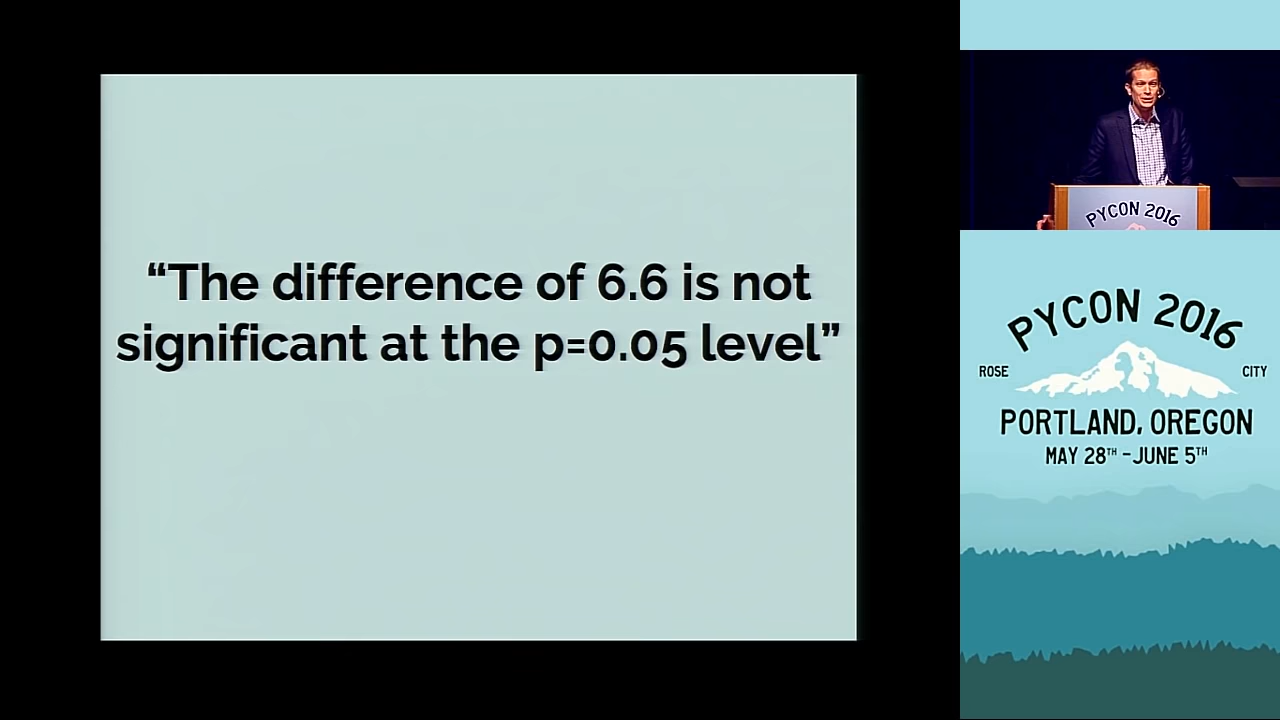 “The difference of 6.6 is not
significant at the p=0.05 level”
PYCON 2016
PYCON 2016
ROSE
CITY
PORTLAND, OREGON
MAY 28TH - JUNE 5TH